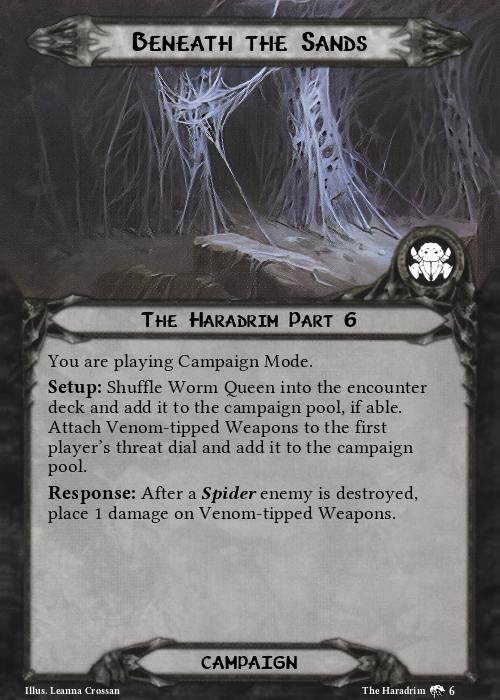 Beneath the Sands
The Haradrim Part 6
You are playing Campaign Mode.
Setup: Shuffle Worm Queen into the encounter
deck and add it to the campaign pool, if able.
Attach Venom-tipped Weapons to the first
player's threat dial and add it to the campaign
pool.
Response: After a Spider enemy is destroyed,
place 1 damage on Venom-tipped Weapons.
CAMPAIGN
Illus. Leanna Crossan
The Haradrim 6